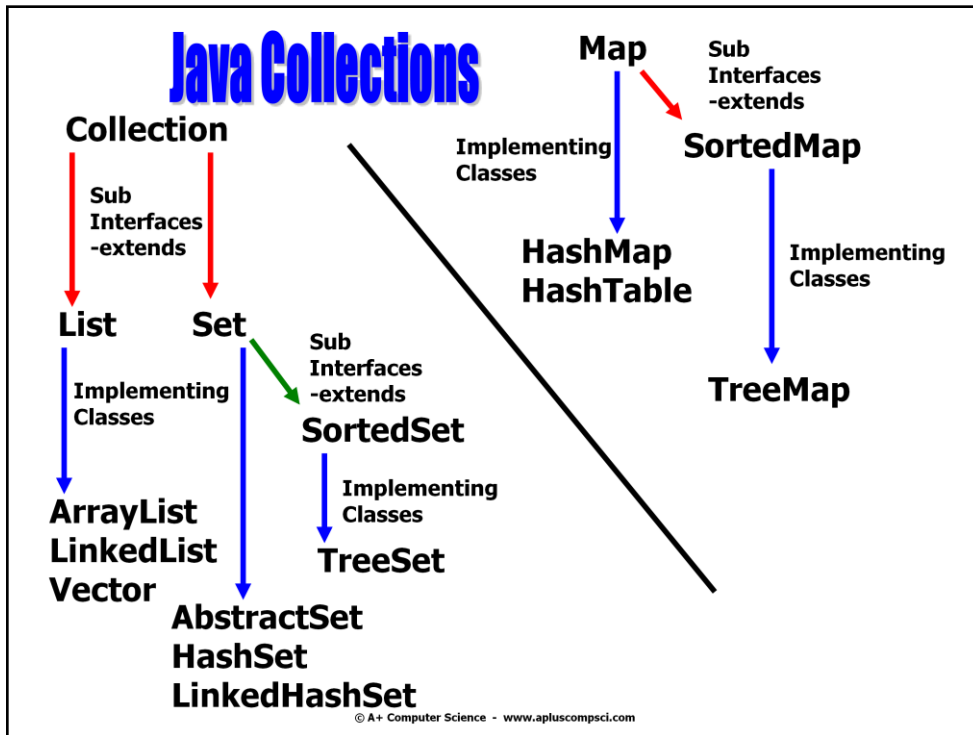 Java Collections
Collection
Sub
Interfaces
-extends
List
Set
Implementing
Classes
ArrayList
LinkedList
Vector
Sub
Interfaces
-extends
SortedSet
Implementing
Classes
TreeSet
AbstractSet
HashSet
LinkedHashSet
Map
Sub
Interfaces
-extends
Implementing
Classes
SortedMap
HashMap
HashTable
Implementing
Classes
TreeMap
© A+ Computer Science - www.apluscompsci.com